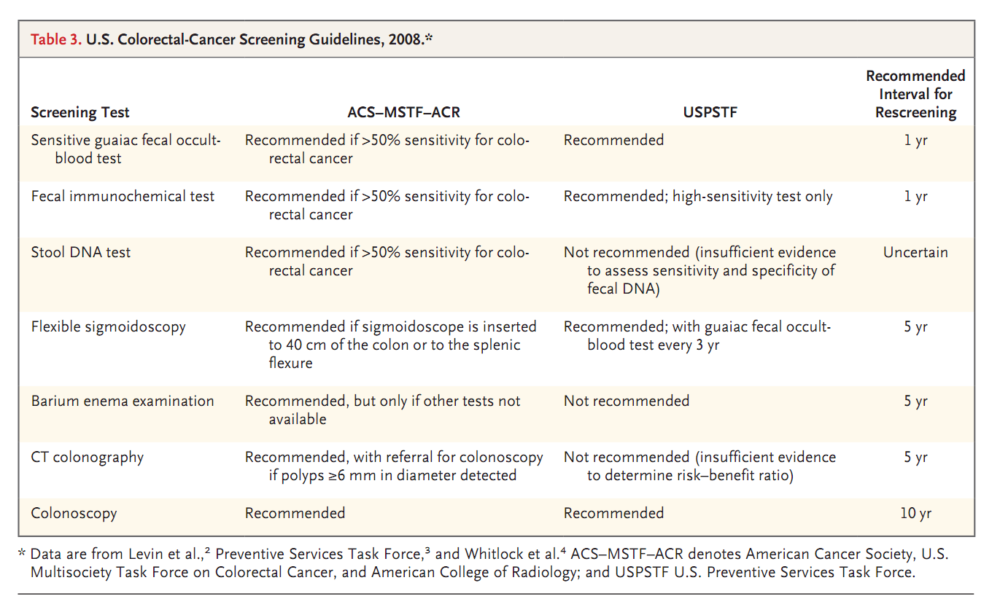 Table 3. U.S. Colorectal-Cancer Screening Guidelines, 2008.*
Screening Test
ACS–MSTF–ACR
USPSTF
Recommended
Interval for
Rescreening
Sensitive guaiac fecal occult-
blood test
Recommended if >50% sensitivity for colo-
rectal cancer
Recommended
1 yr
Fecal immunochemical test
Recommended if >50% sensitivity for colo-
rectal cancer
Recommended; high-sensitivity test only
1 yr
Stool DNA test
Recommended if >50% sensitivity for colo-
rectal cancer
Not recommended (insufficient evidence
to assess sensitivity and specificity of
fecal DNA)
Uncertain
Flexible sigmoidoscopy
Recommended if sigmoidoscope is inserted
to 40 cm of the colon or to the splenic
flexure
Recommended; with guaiac fecal occult-
blood test every 3 yr
5 yr
Barium enema examination
Recommended, but only if other tests not
available
Not recommended
5 yr
CT colonography
Recommended, with referral for colonoscopy
if polyps ≥6 mm in diameter detected
Not recommended (insufficient evidence
to determine risk–benefit ratio)
5 yr
Colonoscopy
Recommended
Recommended
10 yr
* Data are from Levin et al.,² Preventive Services Task Force,³ and Whitlock et al.⁴ ACS–MSTF–ACR denotes American Cancer Society, U.S.
Multisociety Task Force on Colorectal Cancer, and American College of Radiology; and USPSTF U.S. Preventive Services Task Force.